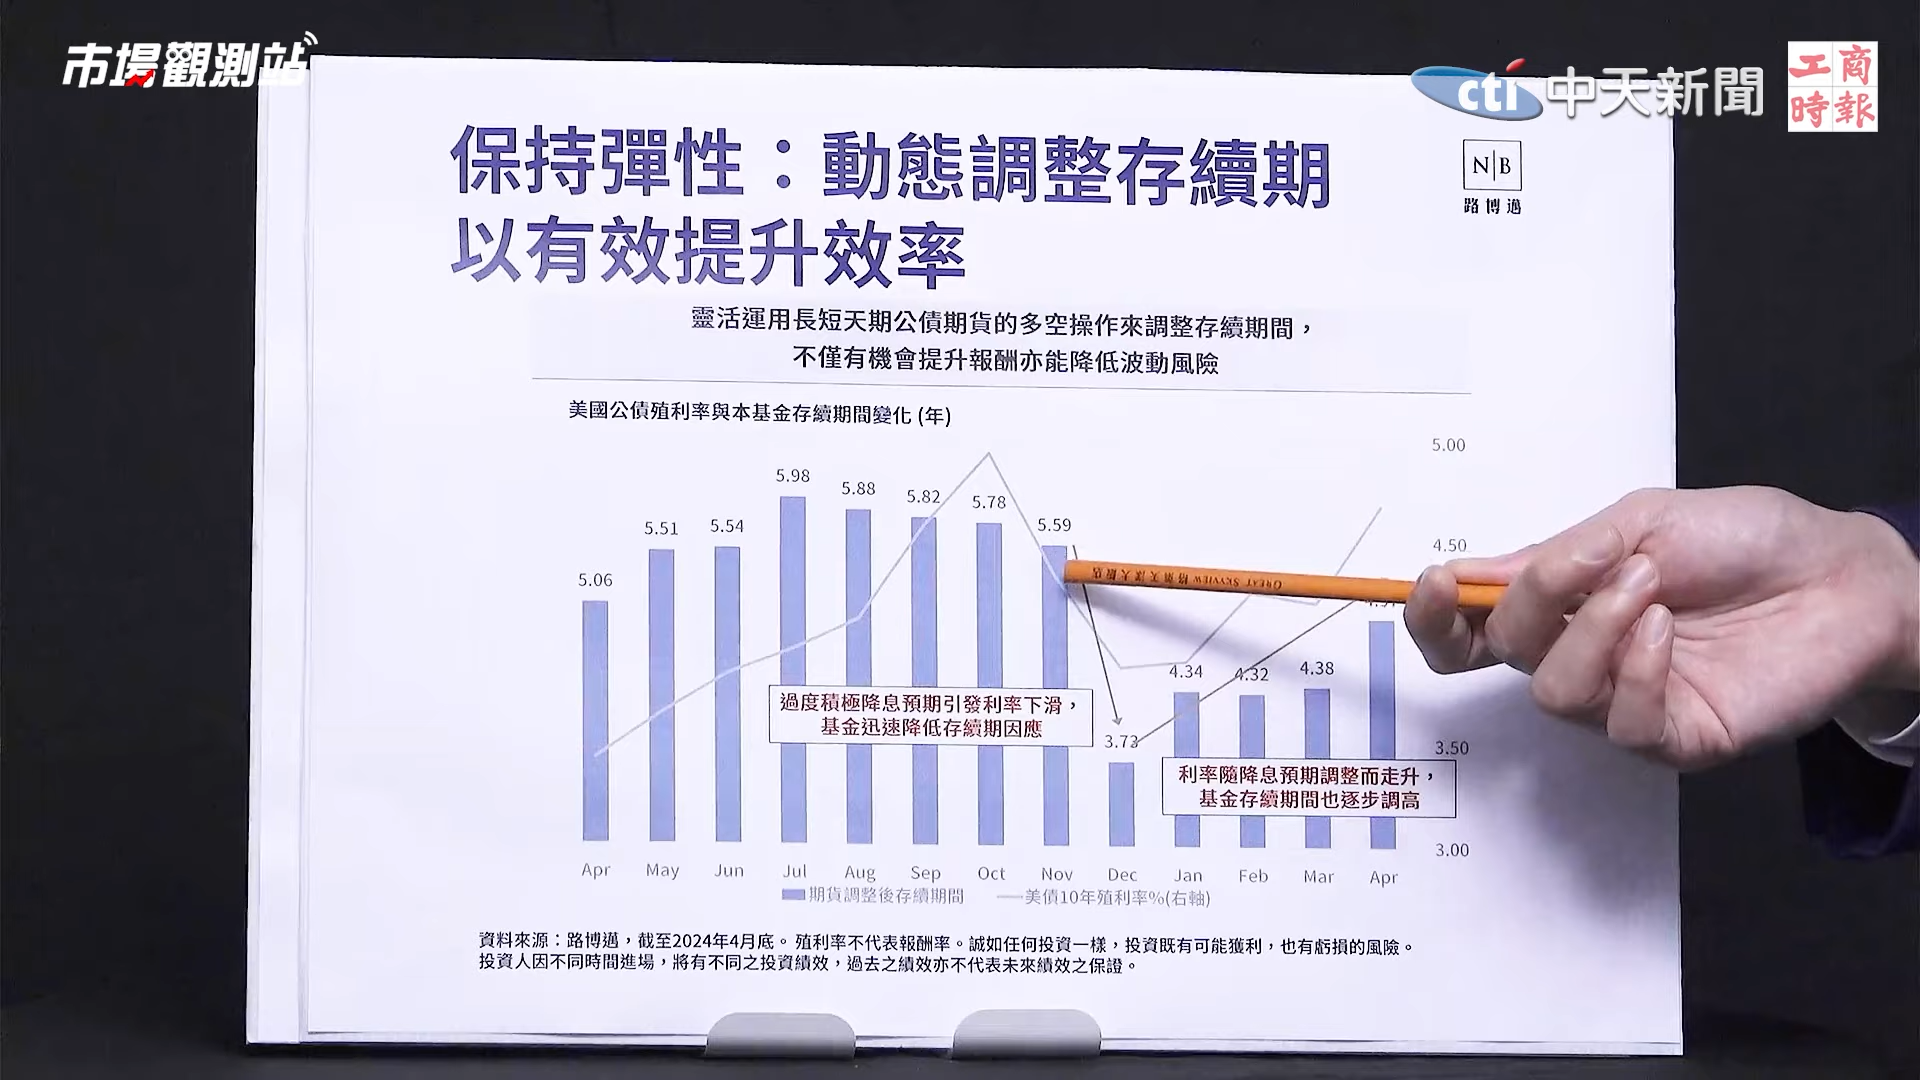 市場觀測站
cti 中天新聞
工商
時報
N|B
路博邁
保持彈性：動態調整存續期
以有效提升效率
靈活運用長短天期公債期貨的多空操作來調整存續期間，
不僅有機會提升報酬亦能降低波動風險
美國公債殖利率與本基金存續期間變化 (年)
5.00
4.50
3.50
3.00
5.06
5.51
5.54
5.98
5.88
5.82
5.78
5.59
3.73
4.34
4.32
4.38
GREAT SKYVIEW
過度積極降息預期引發利率下滑，
基金迅速降低存續期因應
利率隨降息預期調整而走升，
基金存續期間也逐步調高
Apr May Jun Jul Aug Sep Oct Nov Dec Jan Feb Mar Apr
期貨調整後存續期間 美債10年殖利率%(右軸)
資料來源：路博邁，截至2024年4月底。殖利率不代表報酬率。誠如任何投資一樣，投資既有可能獲利，也有虧損的風險。
投資人因不同時間進場，將有不同之投資績效，過去之績效亦不代表未來績效之保證。